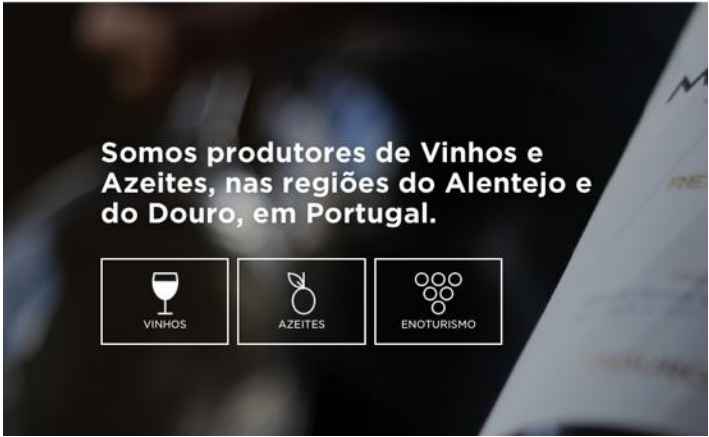 Somos produtores de Vinhos e
Azeites, nas regiões do Alentejo e
do Douro, em Portugal.
VINHOS
AZEITES
ENOTURISMO